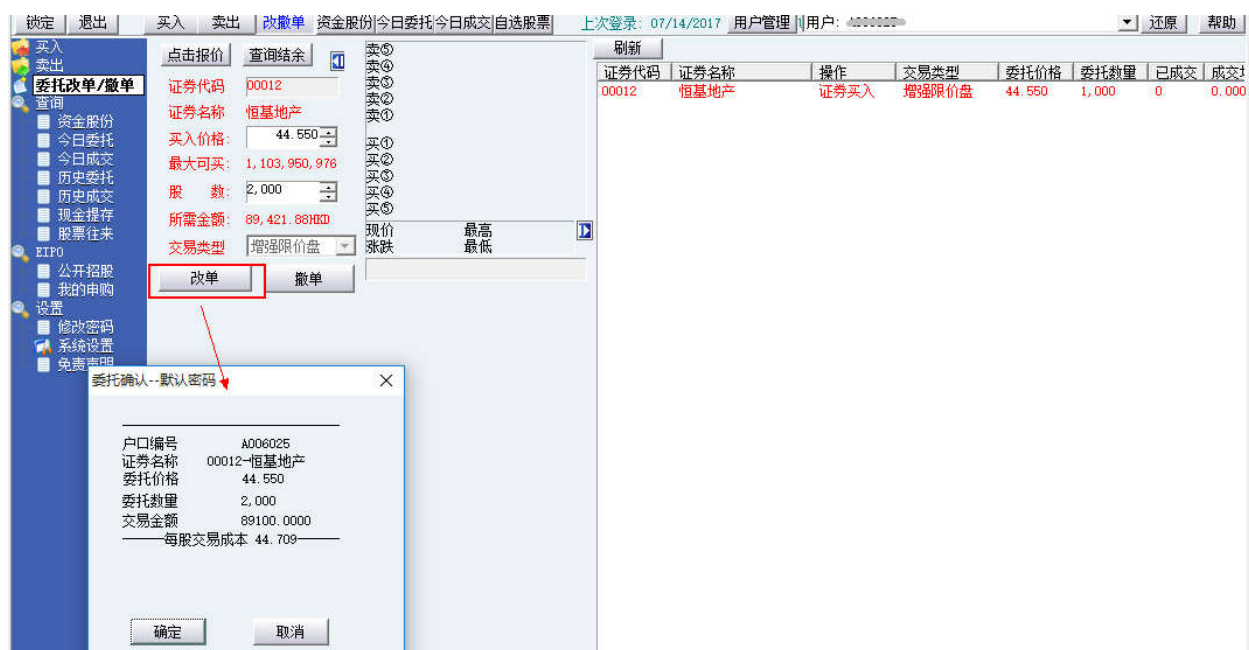 锁定 退出 买入 卖出 改撤单 资金股份 今日委托 今日成交 自选股票 上次登录: 07/14/2017 用户管理 用户: 还原 帮助
买入
卖出
委托改单/撤单
查询
资金股份
今日委托
今日成交
历史委托
历史成交
现金提存
股票往来
EIPO
公开招股
我的申购
设置
修改密码
系统设置
免责声明
点击报价 查询结余
证券代码 00012
证券名称 恒基地产
买入价格: 44.550
最大可买: 1,103,950,976
股 数: 2,000
所需金额: 89,421.88HKD
交易类型 增强限价盘
改单 撤单
卖⑤
卖④
卖③
卖②
卖①
买①
买②
买③
买④
买⑤
现价 最高
涨跌 最低
刷新
证券代码 证券名称 操作 交易类型 委托价格 委托数量 已成交
00012 恒基地产 证券买入 增强限价盘 44.550 1,000 0 0.000
委托确认--默认密码
户口编号 A006025
证券名称 00012-恒基地产
委托价格 44.550
委托数量 2,000
交易金额 89100.0000
每股交易成本 44.709
确定 取消